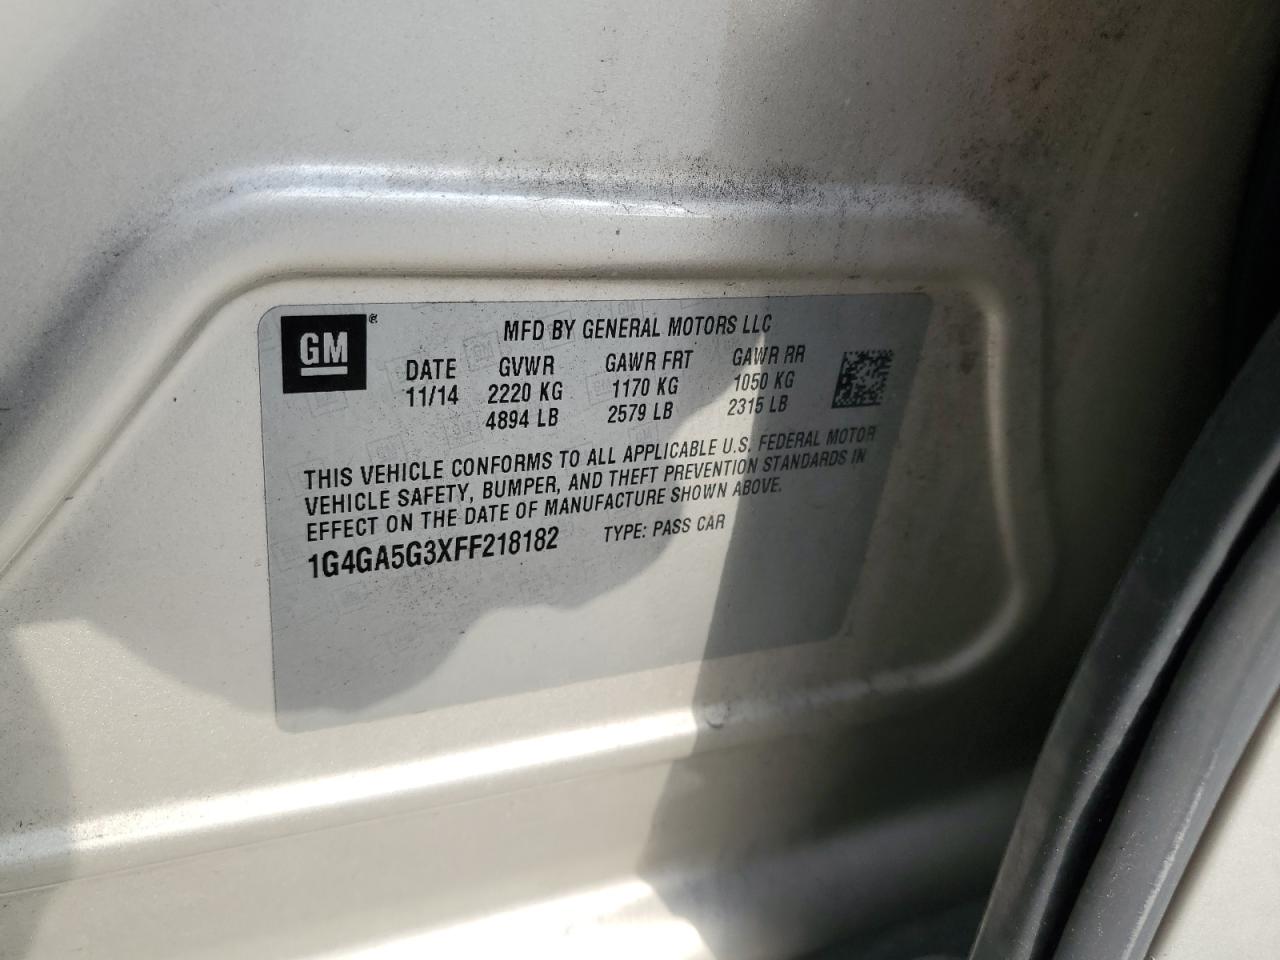 GM ®
MFD BY GENERAL MOTORS LLC
DATE GVWR GAWR FRT GAWR RR
11/14 2220 KG 1170 KG 1050 KG
4894 LB 2579 LB 2315 LB
THIS VEHICLE CONFORMS TO ALL APPLICABLE U.S. FEDERAL MOTOR
VEHICLE SAFETY, BUMPER, AND THEFT PREVENTION STANDARDS IN
EFFECT ON THE DATE OF MANUFACTURE SHOWN ABOVE.
1G4GA5G3XFF218182 TYPE: PASS CAR